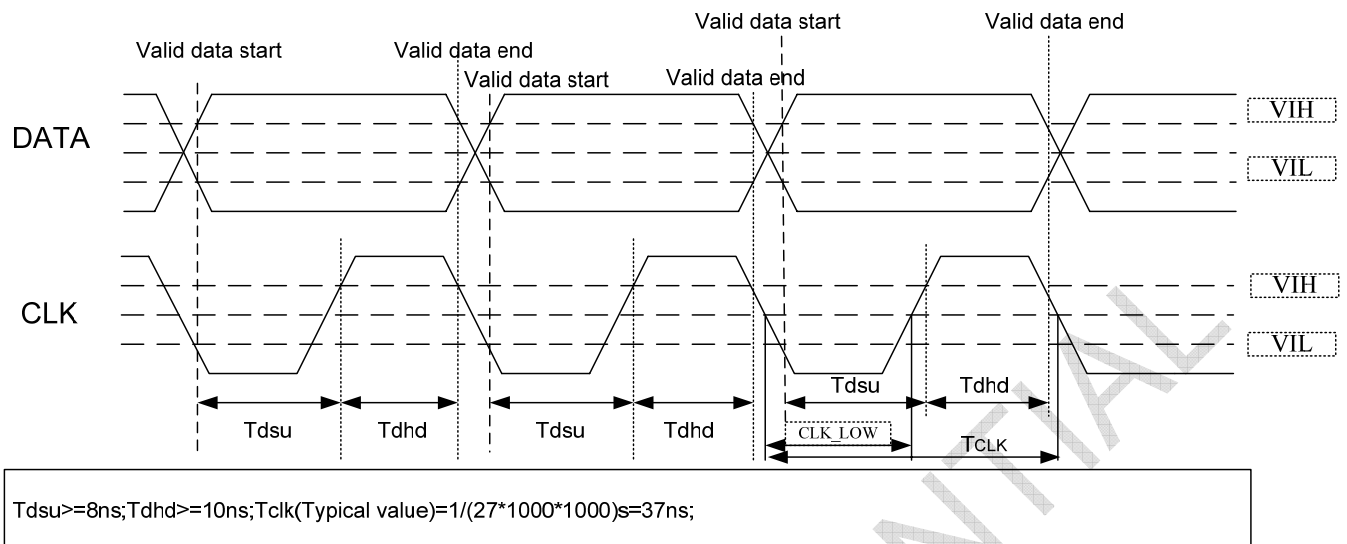 Valid data start Valid data end
Valid data start Valid data end
Valid data start Valid data end
DATA
VIH
VIL
CLK
VIH
VIL
Tdsu Tdhd Tdsu Tdhd Tdsu Tdhd
CLK_LOW
TCLK
Tdsu>=8ns;Tdhd>=10ns;Tclk(Typical value)=1/(27*1000*1000)s=37ns;
NTIAL